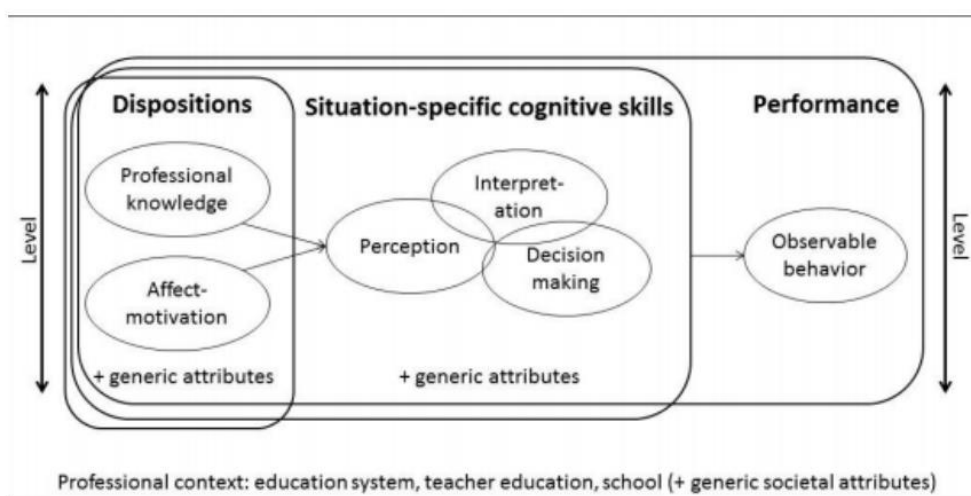 Dispositions
Situation-specific cognitive skills
Performance
Professional
knowledge
Affect-
motivation
+ generic attributes
Interpret-
ation
Perception
Decision
making
+ generic attributes
Observable
behavior
Level
Level
Professional context: education system, teacher education, school (+ generic societal attributes)